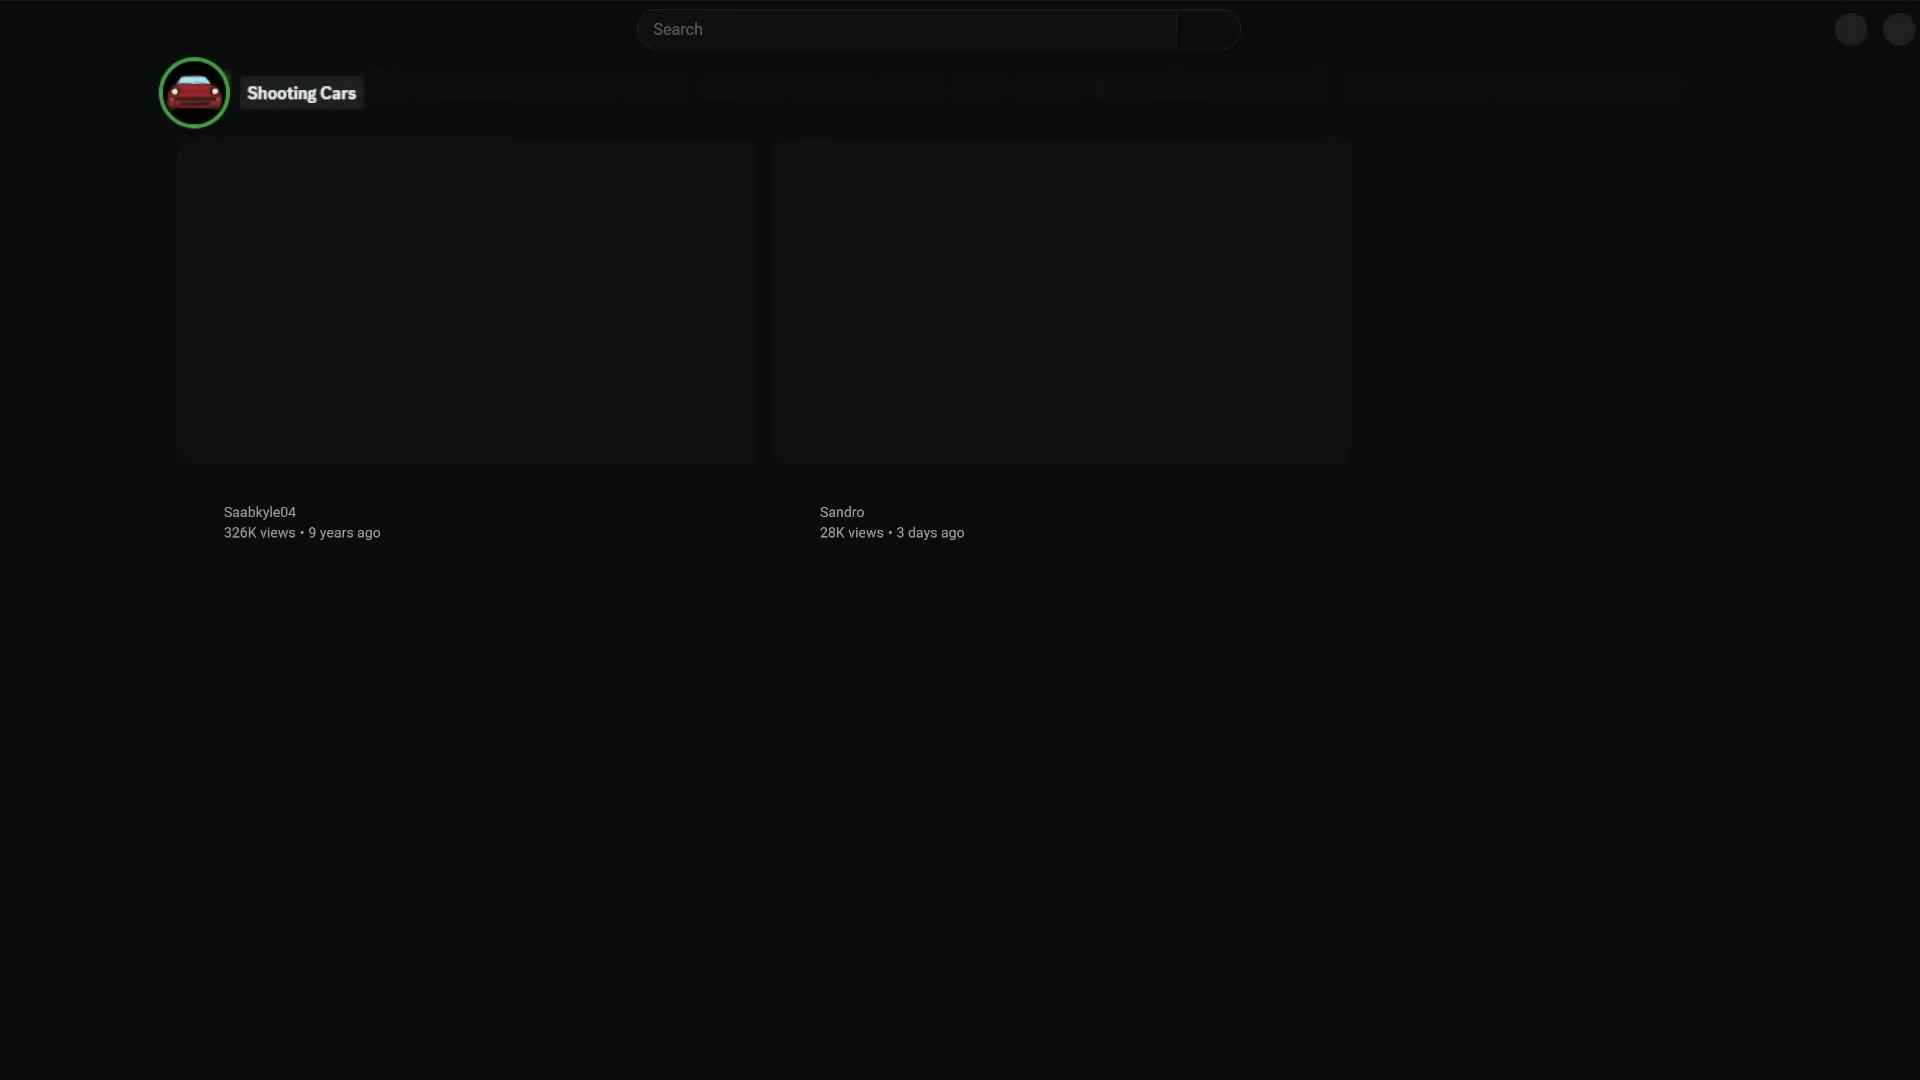 Search
Shooting Cars
Saabkyle04
326K views • 9 years ago
Sandro
28K views • 3 days ago